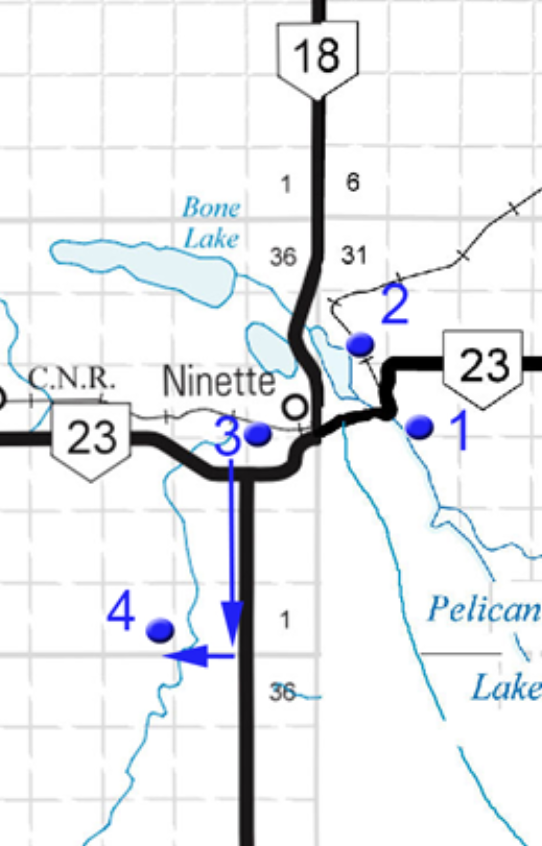 18
1 6
Bone
Lake
36 31
2
C.N.R.
Ninette
23
23
3
1
4
1
Pelican
36
Lake